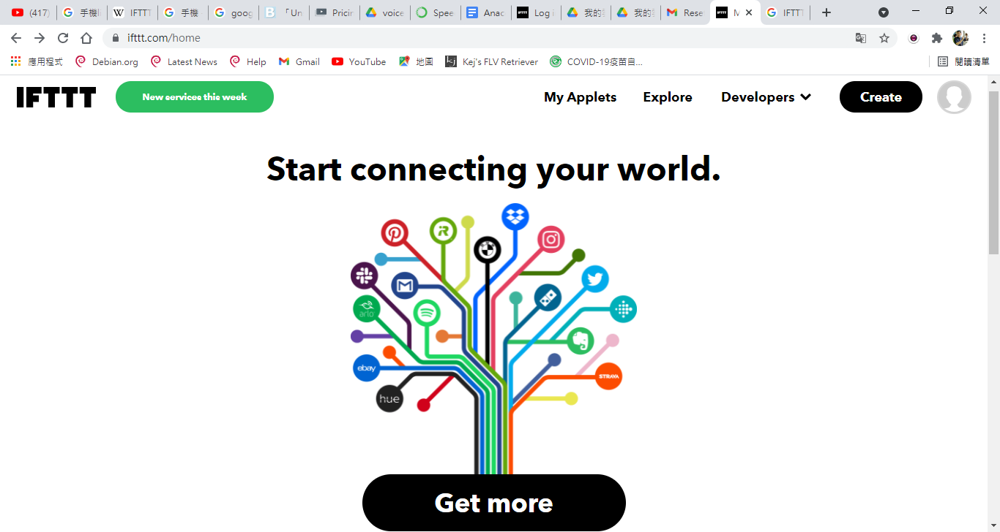 (417) 手機 IFTTT 手機 goog 「Un Pricin voice Spee Anac Log i 我的 我的 Rese IFTTT
ifttt.com/home
應用程式 Debian.org Latest News Help Gmail YouTube 地圖 Kej's FLV Retriever COVID-19疫苗自... 閱讀清單
IFTTT New services this week My Applets Explore Developers Create
Start connecting your world.
arlo
ebay
STRAVA
hue
Get more